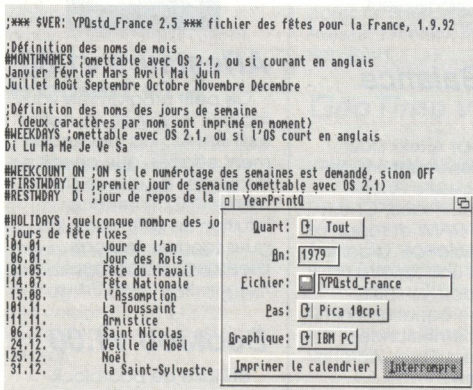 ;*** $VER: YPQstd_France 2.5 *** fichier des fêtes pour la France, 1.9.92
;Définition des noms de mois
#MONTHNAMES ;omettable avec OS 2.1, ou si courant en anglais
Janvier Février Mars Avril Mai Juin
Juillet Août Septembre Octobre Novembre Décembre
;Définition des noms des jours de semaine
; (deux caractères par nom sont imprimé en moment)
#WEEKDAYS ;omettable avec OS 2.1, ou si l'OS court en anglais
Di Lu Ma Me Je Ve Sa
#WEEKCOUNT ON ;ON si le numérotage des semaines est demandé, sinon OFF
#FIRSTWDAY Lu ;premier jour de semaine (omettable avec OS 2.1)
#RESTWDAY Di ;jour de repos de la
#HOLIDAYS ;quelconque nombre des jo
;jours de fête fixes
!01.01. Jour de l'an
06.01. Jour des Rois
!01.05. Fête du travail
!14.07. Fête Nationale
15.08. l'Assomption
!01.11. La Toussaint
!11.11. Armistice
06.12. Saint Nicolas
24.12. Veille de Noël
!25.12. Noël
31.12. la Saint-Sylvestre
YearPrintQ
Quart: Tout
An: 1979
Fichier: YPQstd_France
Pas: Pica 10cpi
Graphique: IBM PC
Imprimer le calendrier Interrompre